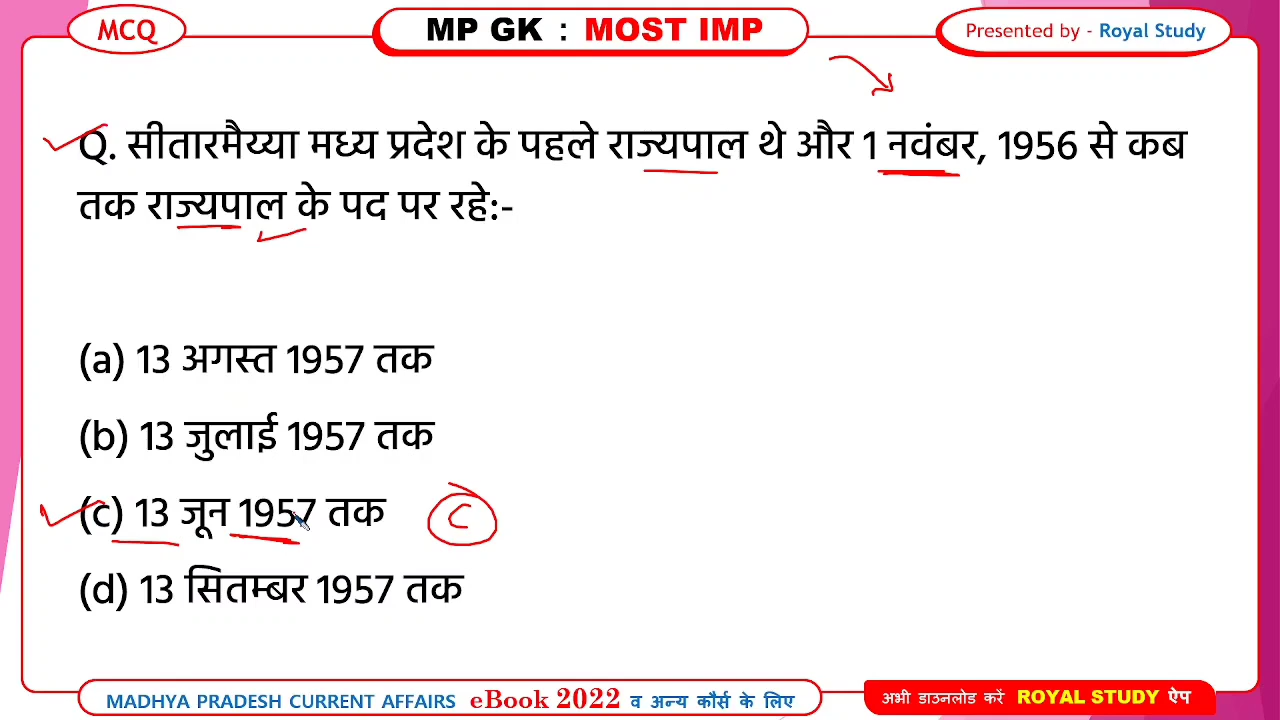 MCQ
MP GK : MOST IMP
Presented by - Royal Study
Q. सीतारमैय्या मध्य प्रदेश के पहले राज्यपाल थे और 1 नवंबर, 1956 से कब
तक राज्यपाल के पद पर रहे:-
(a) 13 अगस्त 1957 तक
(b) 13 जुलाई 1957 तक
(c) 13 जून 1957 तक
C
(d) 13 सितम्बर 1957 तक
MADHYA PRADESH CURRENT AFFAIRS eBook 2022 व अन्य कौर्स के लिए
अभी डाउनलोड करें ROYAL STUDY ऐप